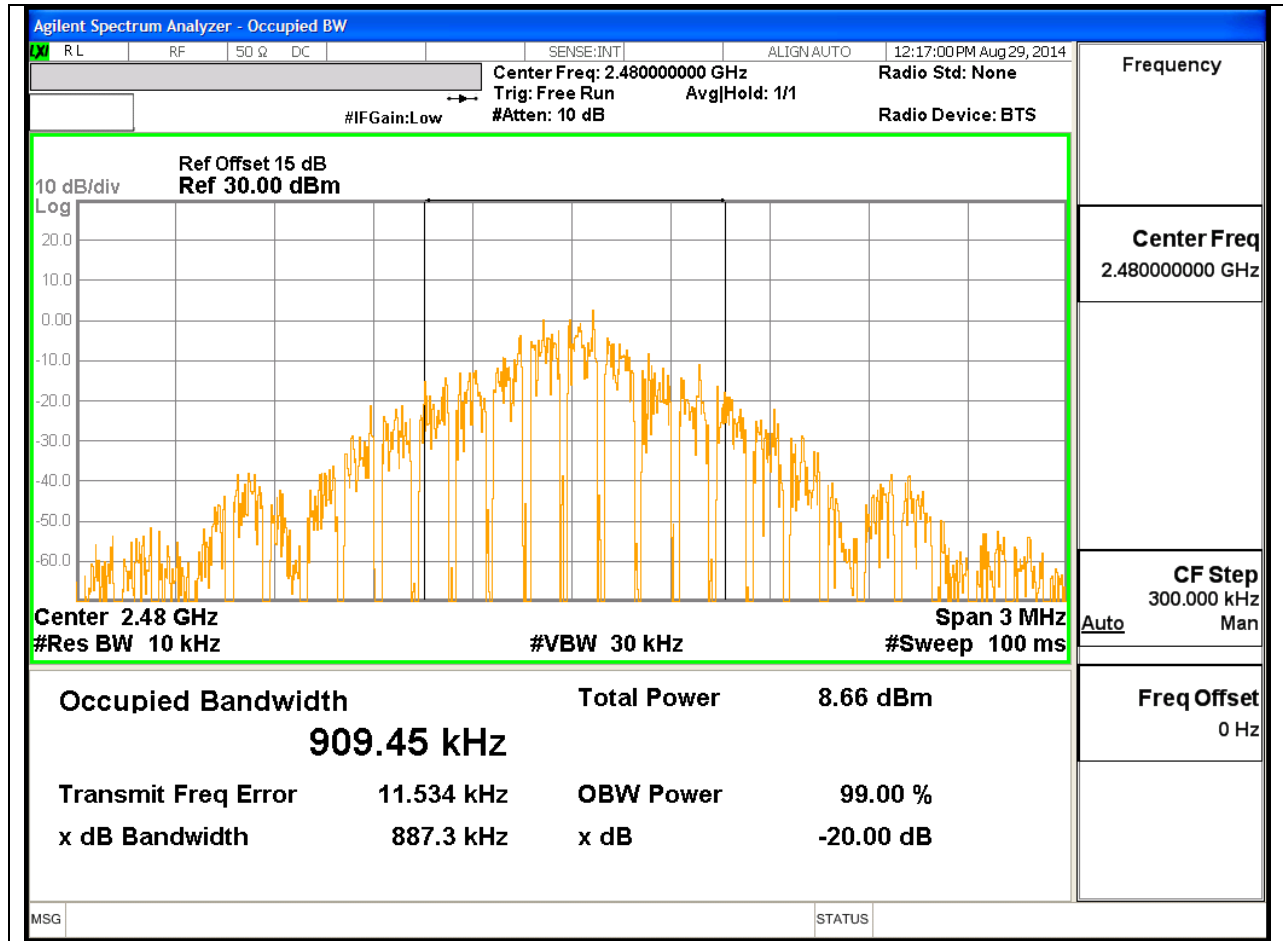 Agilent Spectrum Analyzer - Occupied BW
LXI RL RF 50 Ω DC SENSE:INT ALIGN AUTO 12:17:00 PM Aug 29, 2014
Center Freq: 2.480000000 GHz Radio Std: None
Trig: Free Run Avg|Hold: 1/1
#IFGain:Low #Atten: 10 dB Radio Device: BTS
Ref Offset 15 dB
10 dB/div Ref 30.00 dBm
Log
20.0
10.0
0.00
-10.0
-20.0
-30.0
-40.0
-50.0
-60.0
Center 2.48 GHz Span 3 MHz
#Res BW 10 kHz #VBW 30 kHz #Sweep 100 ms
Occupied Bandwidth Total Power 8.66 dBm
909.45 kHz
Transmit Freq Error 11.534 kHz OBW Power 99.00 %
x dB Bandwidth 887.3 kHz x dB -20.00 dB
MSG STATUS
Frequency
Center Freq
2.480000000 GHz
CF Step
300.000 kHz
Auto Man
Freq Offset
0 Hz